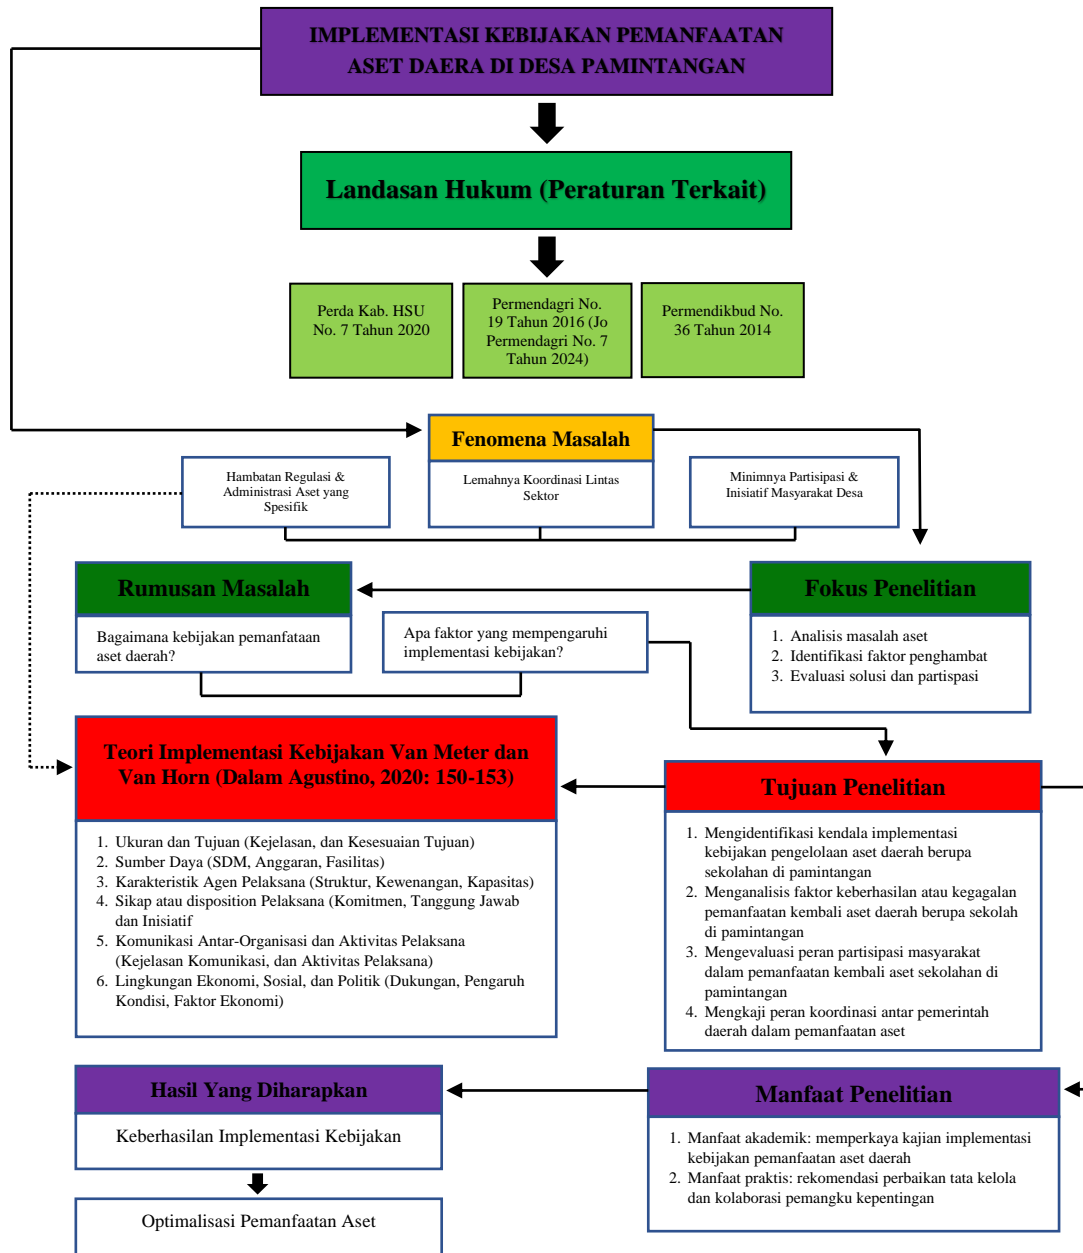 IMPLEMENTASI KEBIJAKAN PEMANFAATAN
ASET DAERA DI DESA PAMINTANGAN
Landasan Hukum (Peraturan Terkait)
Perda Kab. HSU
No. 7 Tahun 2020
Permendagri No.
19 Tahun 2016 (Jo
Permendagri No. 7
Tahun 2024)
Permendikbud No.
36 Tahun 2014
Fenomena Masalah
Hambatan Regulasi &
Administrasi Aset yang
Spesifik
Lemahnya Koordinasi Lintas
Sektor
Minimnya Partisipasi &
Inisiatif Masyarakat Desa
Rumusan Masalah
Bagaimana kebijakan pemanfataan
aset daerah?
Apa faktor yang mempengaruhi
implementasi kebijakan?
Fokus Penelitian
1. Analisis masalah aset
2. Identifikasi faktor penghambat
3. Evaluasi solusi dan partispasi
Teori Implementasi Kebijakan Van Meter dan
Van Horn (Dalam Agustino, 2020: 150-153)
1. Ukuran dan Tujuan (Kejelasan, dan Kesesuaian Tujuan)
2. Sumber Daya (SDM, Anggaran, Fasilitas)
3. Karakteristik Agen Pelaksana (Struktur, Kewenangan, Kapasitas)
4. Sikap atau disposition Pelaksana (Komitmen, Tanggung Jawab
dan Inisiatif
5. Komunikasi Antar-Organisasi dan Aktivitas Pelaksana
(Kejelasan Komunikasi, dan Aktivitas Pelaksana)
6. Lingkungan Ekonomi, Sosial, dan Politik (Dukungan, Pengaruh
Kondisi, Faktor Ekonomi)
Tujuan Penelitian
1. Mengidentifikasi kendala implementasi
kebijakan pengelolaan aset daerah berupa
sekolahan di pamintangan
2. Menganalisis faktor keberhasilan atau kegagalan
pemanfaatan kembali aset daerah berupa sekolah
di pamintangan
3. Mengevaluasi peran partisipasi masyarakat
dalam pemanfaatan kembali aset sekolahan di
pamintangan
4. Mengkaji peran koordinasi antar pemerintah
daerah dalam pemanfatan aset
Hasil Yang Diharapkan
Keberhasilan Implementasi Kebijakan
Optimalisasi Pemanfaatan Aset
Manfaat Penelitian
1. Manfaat akademik: memperkaya kajian implementasi
kebijakan pemanfaatan aset daerah
2. Manfaat praktis: rekomendasi perbaikan tata kelola
dan kolaborasi pemangku kepentingan